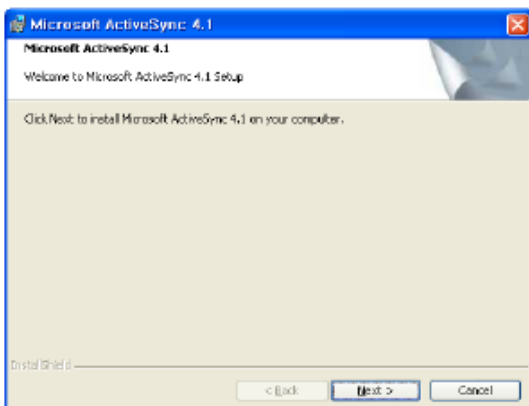 Microsoft ActiveSync 4.1
Microsoft ActiveSync 4.1
Welcome to Microsoft ActiveSync 4.1 Setup
Click Next to install Microsoft ActiveSync 4.1 on your computer.
InstallShield
< Back
Next >
Cancel